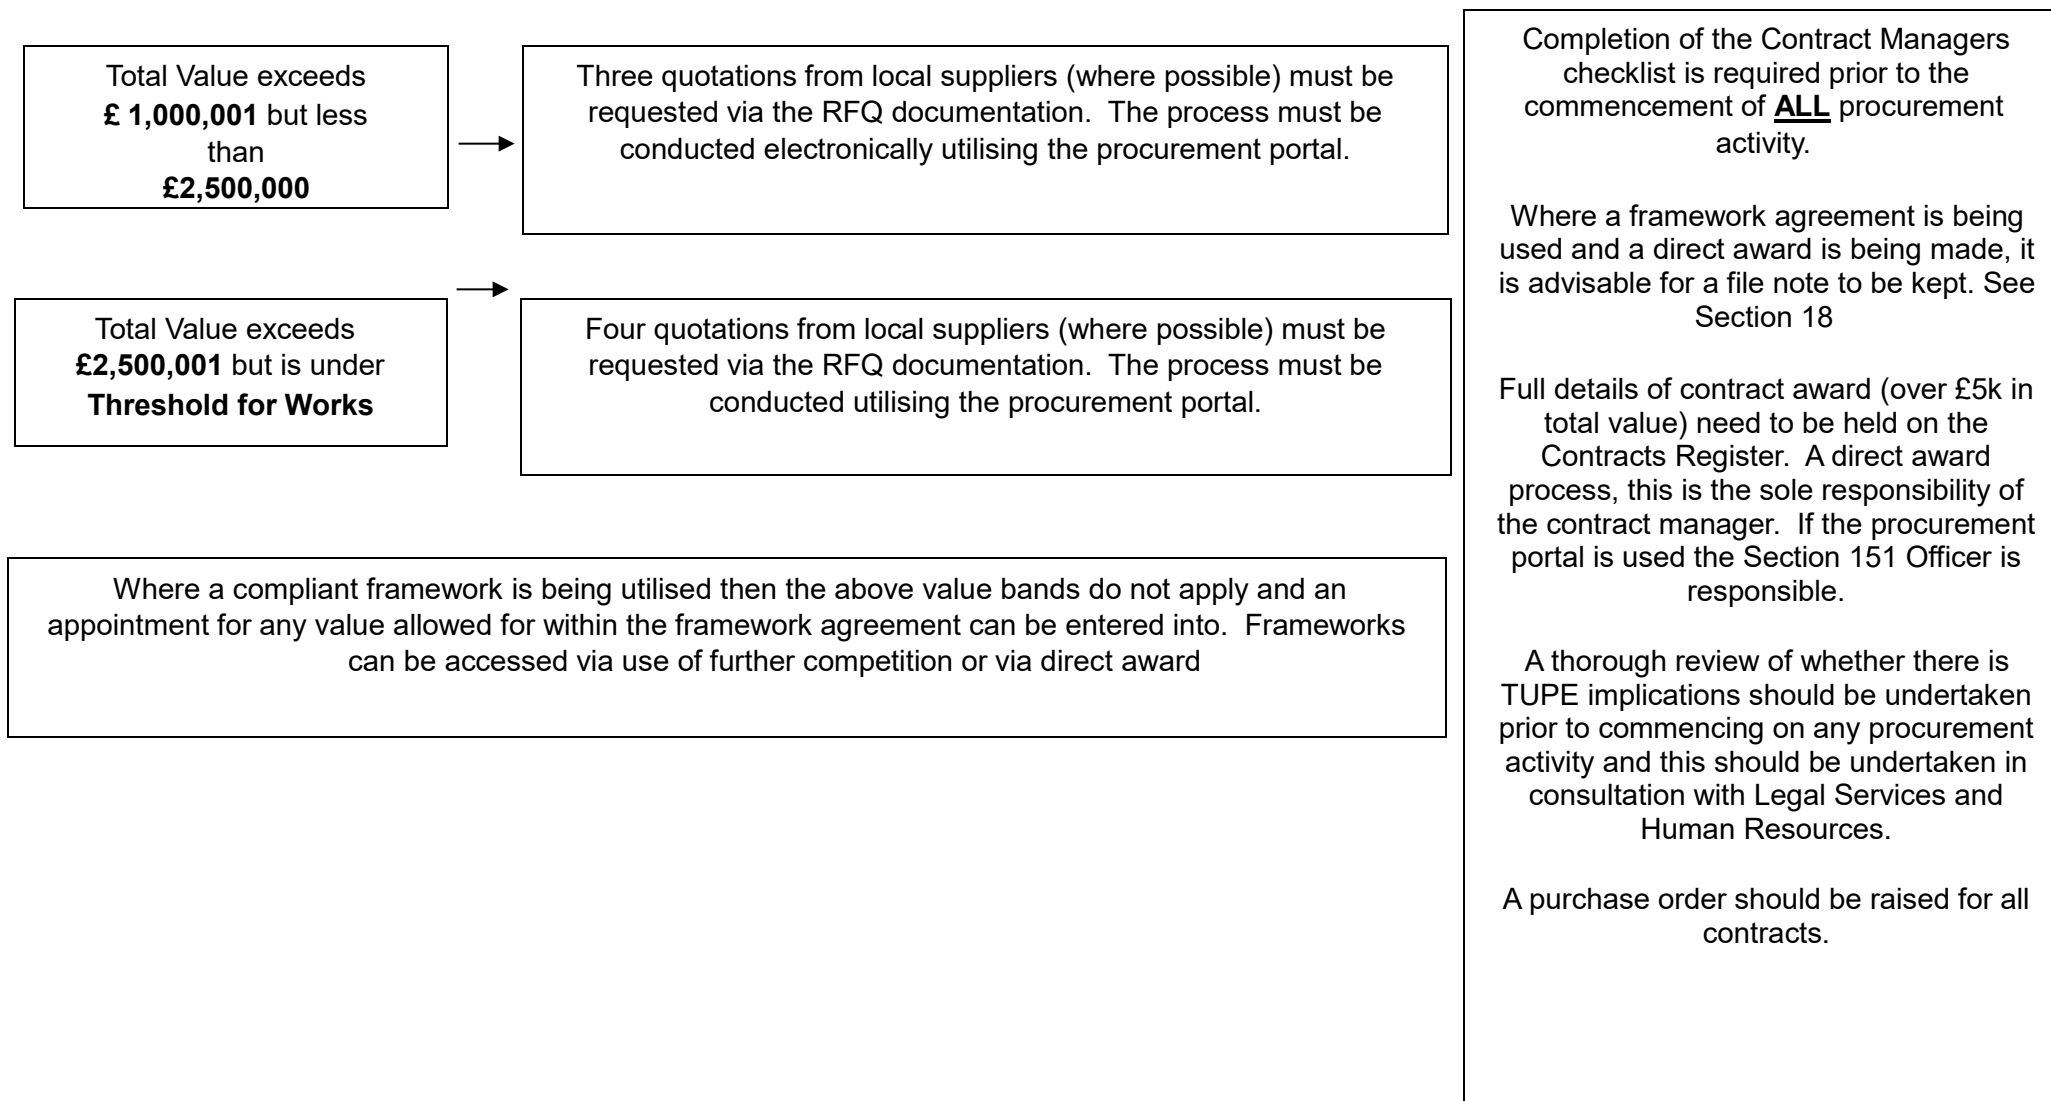 Total Value exceeds
£ 1,000,001 but less
than
£2,500,000
Three quotations from local suppliers (where possible) must be
requested via the RFQ documentation.  The process must be
conducted electronically utilising the procurement portal.
Total Value exceeds
£2,500,001 but is under
Threshold for Works
Four quotations from local suppliers (where possible) must be
requested via the RFQ documentation.  The process must be
conducted utilising the procurement portal.
Where a compliant framework is being utilised then the above value bands do not apply and an
appointment for any value allowed for within the framework agreement can be entered into.  Frameworks
can be accessed via use of further competition or via direct award
Completion of the Contract Managers
checklist is required prior to the
commencement of ALL procurement
activity.
Where a framework agreement is being
used and a direct award is being made, it
is advisable for a file note to be kept. See
Section 18
Full details of contract award (over £5k in
total value) need to be held on the
Contracts Register.  A direct award
process, this is the sole responsibility of
the contract manager.  If the procurement
portal is used the Section 151 Officer is
responsible.
A thorough review of whether there is
TUPE implications should be undertaken
prior to commencing on any procurement
activity and this should be undertaken in
consultation with Legal Services and
Human Resources.
A purchase order should be raised for all
contracts.